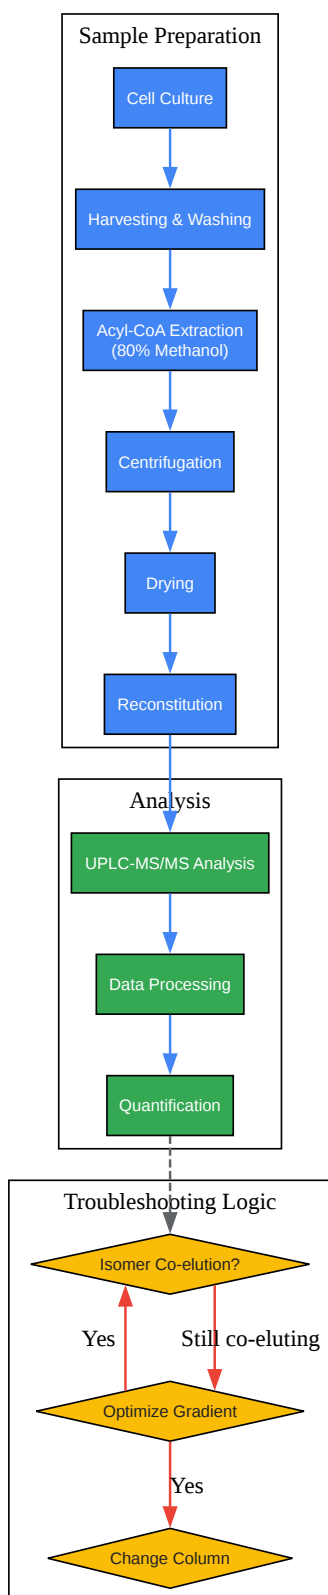 Sample Preparation
Cell Culture
Harvesting & Washing
Acyl-CoA Extraction
(80% Methanol)
Centrifugation
Drying
Reconstitution
Analysis
UPLC-MS/MS Analysis
Data Processing
Quantification
Troubleshooting Logic
Isomer Co-elution?
Yes
Still co-eluting
Optimize Gradient
Yes
Change Column